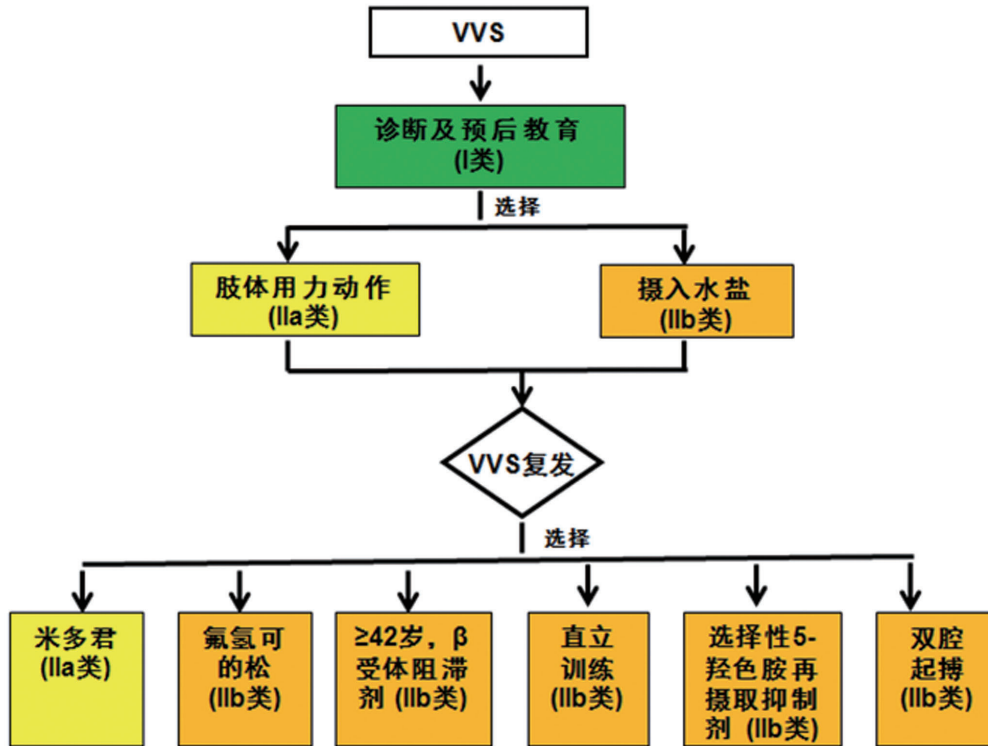 VVS
诊断及预后教育
(I类)
选择
肢体用力动作
(IIa类)
摄入水盐
(IIb类)
VVS复发
选择
米多君
(IIa类)
氟氢可
的松
(IIb类)
≥42岁，β
受体阻滞
剂 (IIb类)
直立
训练
(IIb类)
选择性5-
羟色胺再
摄取抑制
剂 (IIb类)
双腔
起搏
(IIb类)